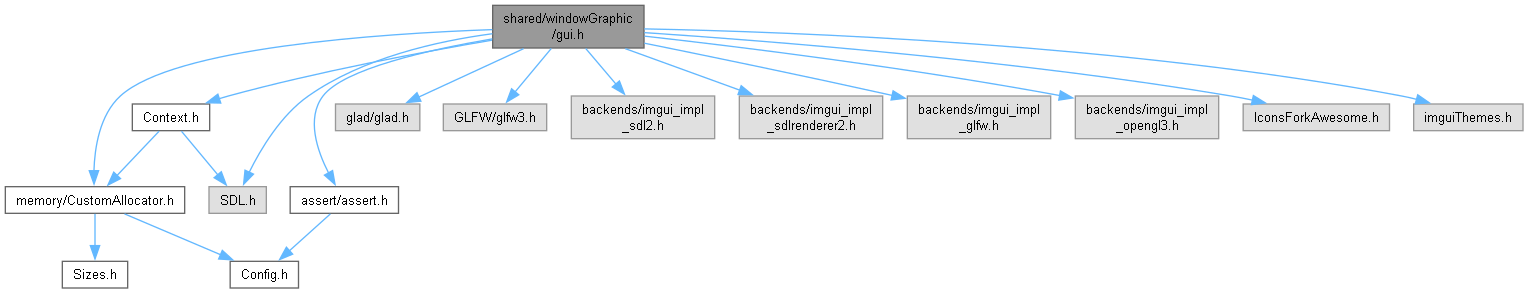 shared/windowGraphic
/gui.h
Context.h
glad/glad.h
GLFW/glfw3.h
backends/imgui_impl
_sdl2.h
backends/imgui_impl
_sdlrenderer2.h
backends/imgui_impl
_glfw.h
backends/imgui_impl
_opengl3.h
IconsForkAwesome.h
imguiThemes.h
memory/CustomAllocator.h
SDL.h
assert/assert.h
Sizes.h
Config.h